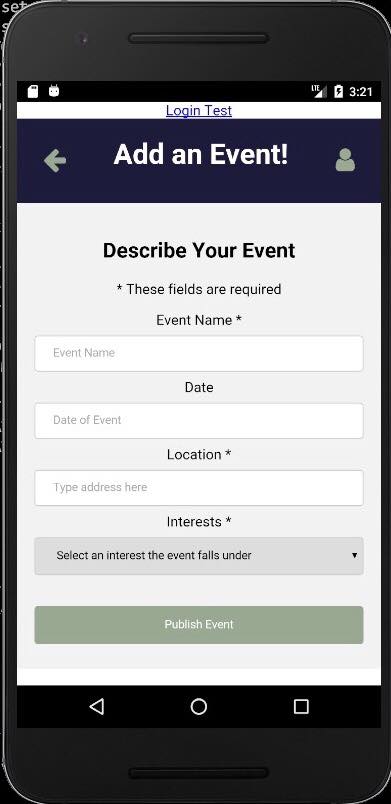 set
LTE 3:21
Login Test
Add an Event!
Describe Your Event
* These fields are required
Event Name *
Event Name
Date
Date of Event
Location *
Type address here
Interests *
Select an interest the event falls under
Publish Event